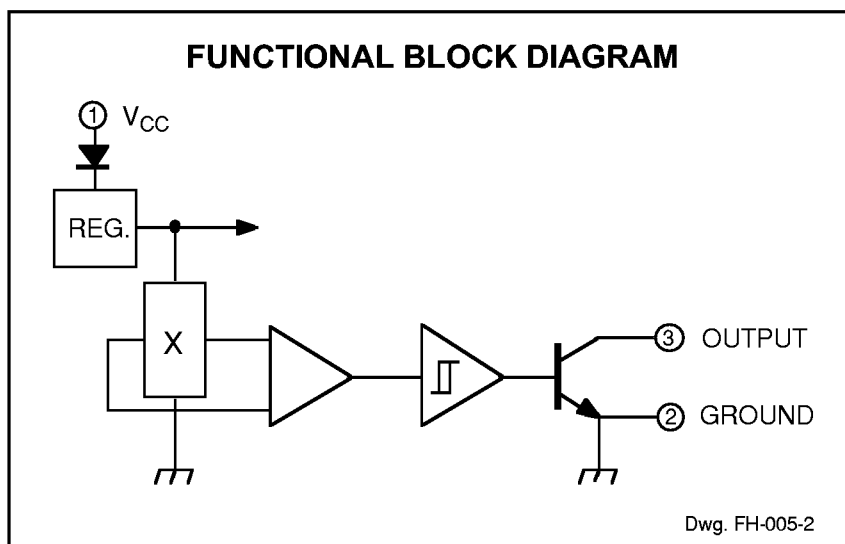 FUNCTIONAL BLOCK DIAGRAM
1 VCC
REG.
X
3 OUTPUT
2 GROUND
Dwg. FH-005-2